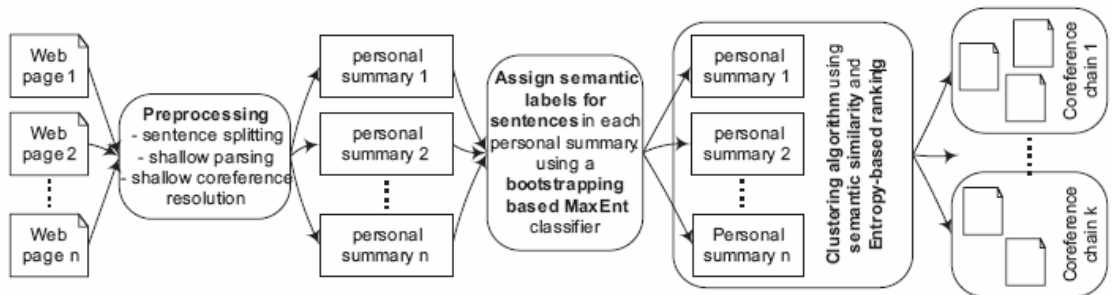 Web
page 1
Web
page 2
Web
page n
Preprocessing
- sentence splitting
- shallow parsing
- shallow coreference
resolution
personal
summary 1
personal
summary 2
personal
summary n
Assign semantic
labels for
sentences in each
personal summary
using a
bootstrapping
based MaxEnt
classifier
personal
summary 1
personal
summary 2
Personal
summary n
Clustering algorithm using
semantic similarity and
Entropy-based ranking
Coreference
chain 1
Coreference
chain k